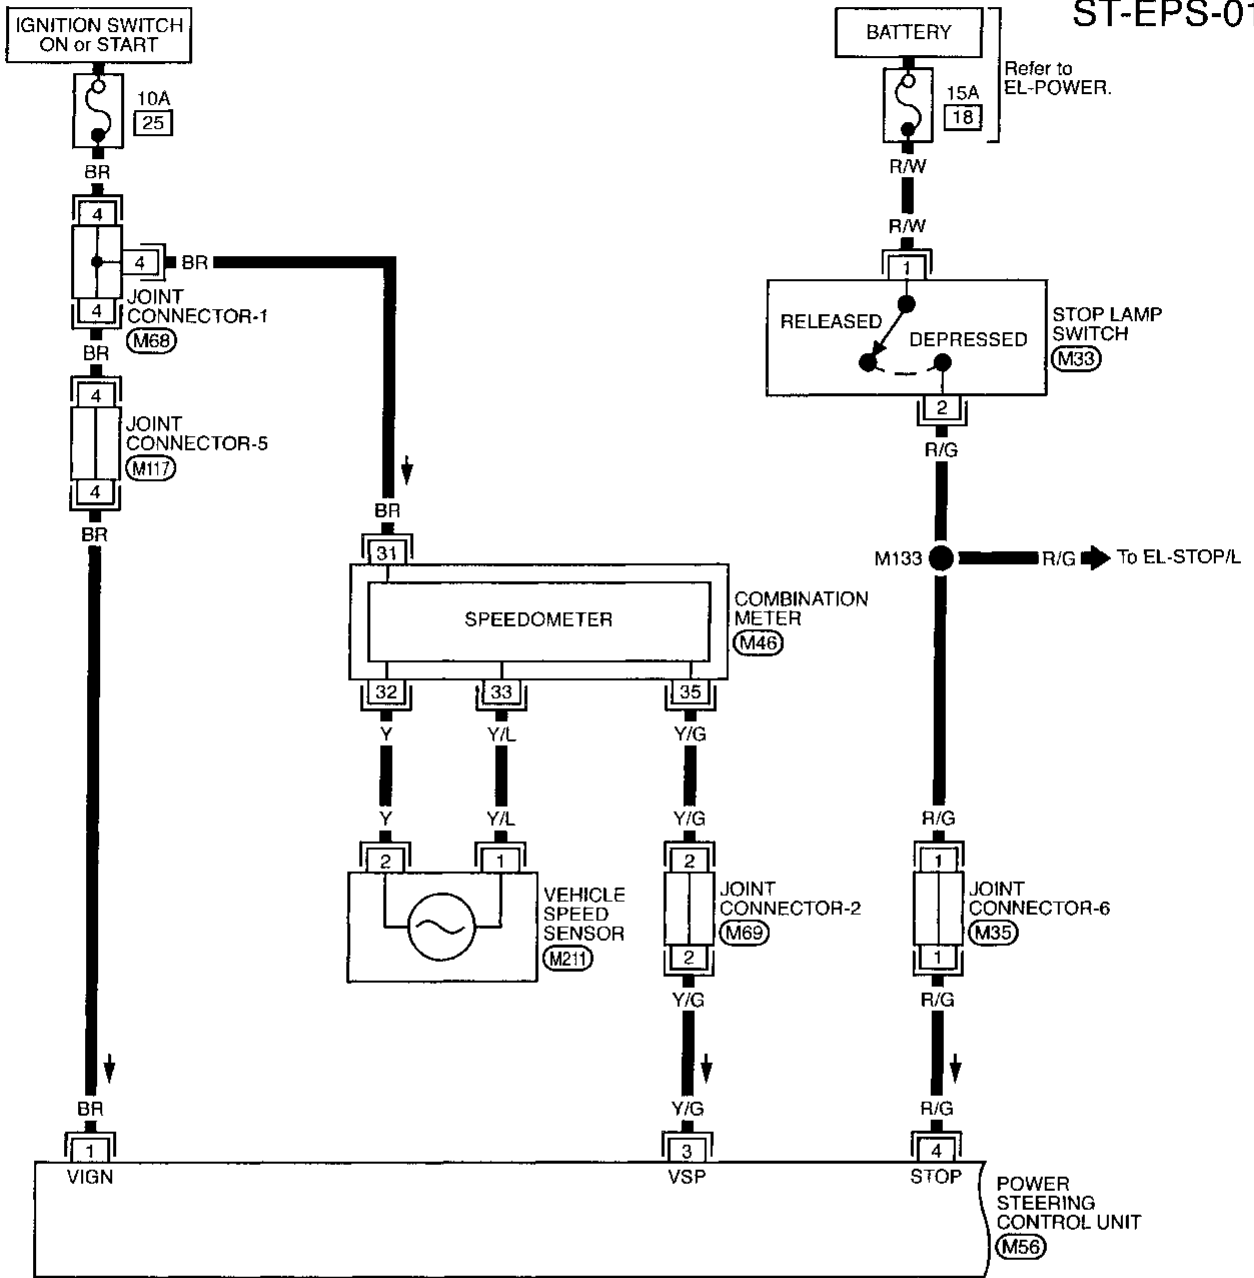 ST-EPS-01
IGNITION SWITCH
ON or START
BATTERY
Refer to
EL-POWER.
10A
25
15A
18
BR
R/W
R/W
4
4
BR
1
4
JOINT
CONNECTOR-1
M68
RELEASED
DEPRESSED
STOP LAMP
SWITCH
M33
BR
4
2
JOINT
CONNECTOR-5
M117
R/G
4
BR
BR
31
M133
R/G
To EL-STOP/L
SPEEDOMETER
COMBINATION
METER
M46
32
33
35
Y
Y/L
Y/G
Y
Y/L
Y/G
R/G
2
1
2
1
VEHICLE
SPEED
SENSOR
M211
JOINT
CONNECTOR-2
M69
JOINT
CONNECTOR-6
M35
2
1
Y/G
R/G
BR
Y/G
R/G
1
3
4
VIGN
VSP
STOP
POWER
STEERING
CONTROL UNIT
M56